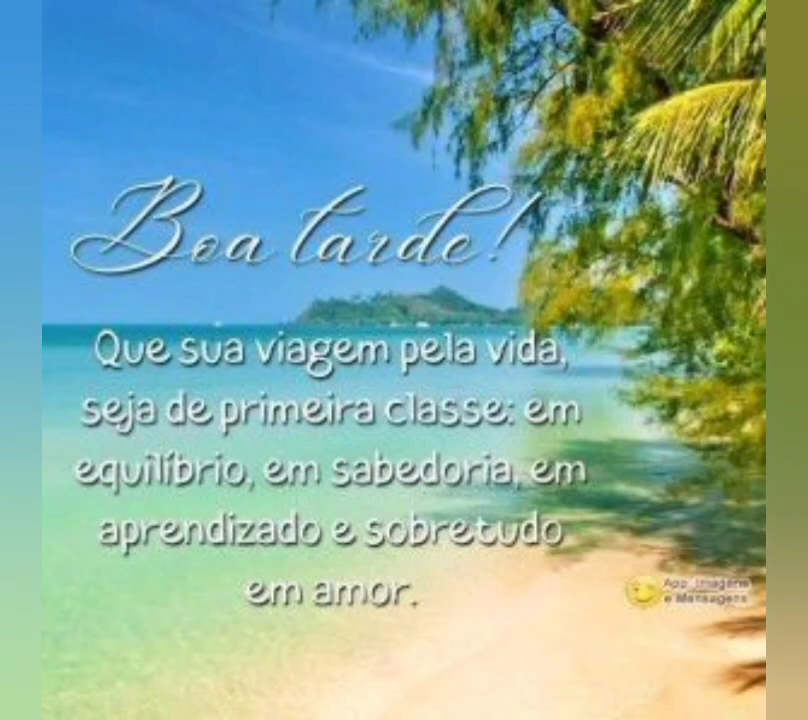 Boa tarde!
Que sua viagem pela vida,
seja de primeira classe: em
equilíbrio, em sabedoria, em
aprendizado e sobretudo
em amor.
App. Imagens
e Mensagens